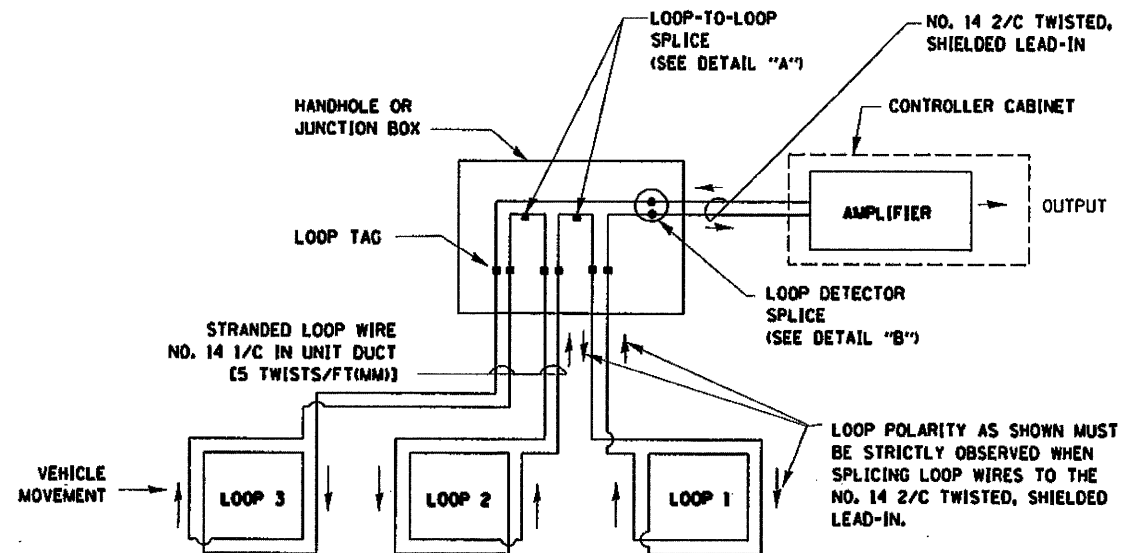 LOOP-TO-LOOP
SPLICE
(SEE DETAIL "A")
NO. 14 2/C TWISTED,
SHIELDED LEAD-IN
HANDHOLE OR
JUNCTION BOX
CONTROLLER CABINET
AMPLIFIER
OUTPUT
LOOP TAG
LOOP DETECTOR
SPLICE
(SEE DETAIL "B")
STRANDED LOOP WIRE
NO. 14 1/C IN UNIT DUCT
[5 TWISTS/FT(MM)]
LOOP POLARITY AS SHOWN MUST
BE STRICTLY OBSERVED WHEN
SPLICING LOOP WIRES TO THE
NO. 14 2/C TWISTED, SHIELDED
LEAD-IN.
VEHICLE
MOVEMENT
LOOP 3
LOOP 2
LOOP 1